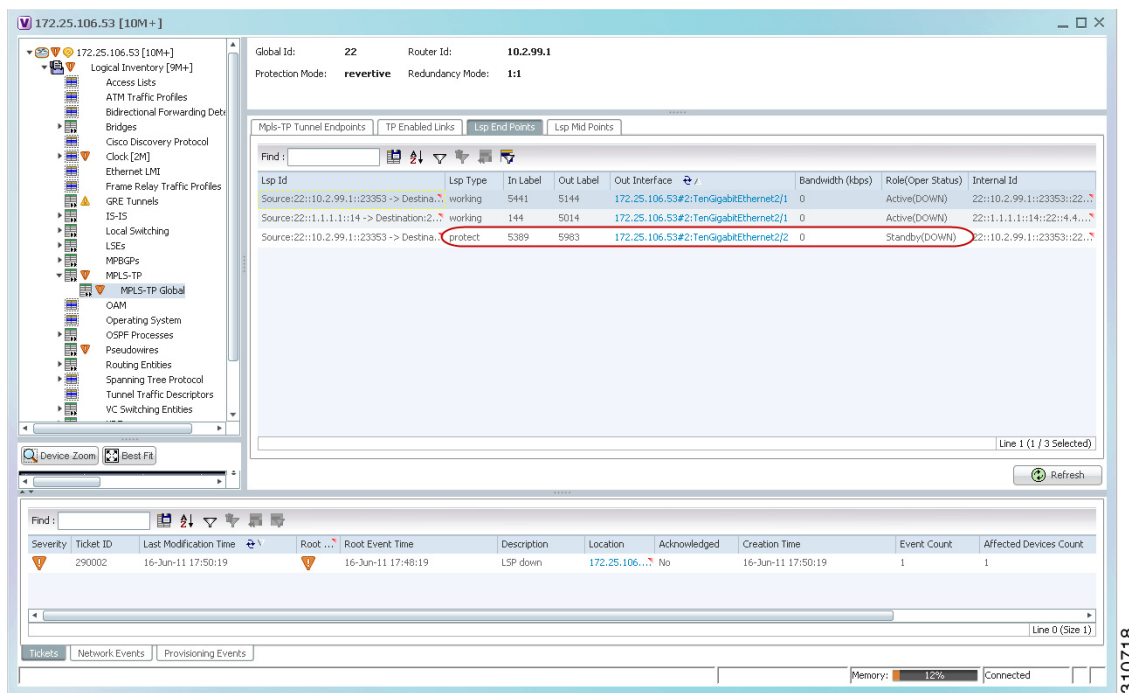 172.25.106.53 [10M+]
172.25.106.53 [10M+]
Logical Inventory [9M+]
Access Lists
ATM Traffic Profiles
Bidirectional Forwarding Dete
Bridges
Cisco Discovery Protocol
Clock [2M]
Ethernet LMI
Frame Relay Traffic Profiles
GRE Tunnels
IS-IS
Local Switching
LSEs
MPBGPs
MPLS-TP
MPLS-TP Global
OAM
Operating System
OSPF Processes
Pseudowires
Routing Entities
Spanning Tree Protocol
Tunnel Traffic Descriptors
VC Switching Entities
Device Zoom Best Fit
Global Id: 22 Router Id: 10.2.99.1
Protection Mode: revertive Redundancy Mode: 1:1
Mpls-TP Tunnel Endpoints TP Enabled Links Lsp End Points Lsp Mid Points
Find :
Lsp Id Lsp Type In Label Out Label Out Interface Bandwidth (kbps) Role(Oper Status) Internal Id
Source:22::10.2.99.1::23353 -> Destina... working 5441 5144 172.25.106.53#2:TenGigabitEthernet2/1 0 Active(DOWN) 22::10.2.99.1::23353::22...
Source:22::1.1.1.1::14 -> Destination:2... working 144 5014 172.25.106.53#2:TenGigabitEthernet2/1 0 Active(DOWN) 22::1.1.1.1::14::22::4.4....
Source:22::10.2.99.1::23353 -> Destina... protect 5389 5983 172.25.106.53#2:TenGigabitEthernet2/2 0 Standby(DOWN) 22::10.2.99.1::23353::22...
Line 1 (1 / 3 Selected)
Refresh
Find :
Severity Ticket ID Last Modification Time Root ... Root Event Time Description Location Acknowledged Creation Time Event Count Affected Devices Count
290002 16-Jun-11 17:50:19 16-Jun-11 17:48:19 LSP down 172.25.106.... No 16-Jun-11 17:50:19 1 1
Line 0 (Size 1)
Tickets Network Events Provisioning Events
Memory: 12% Connected
310718